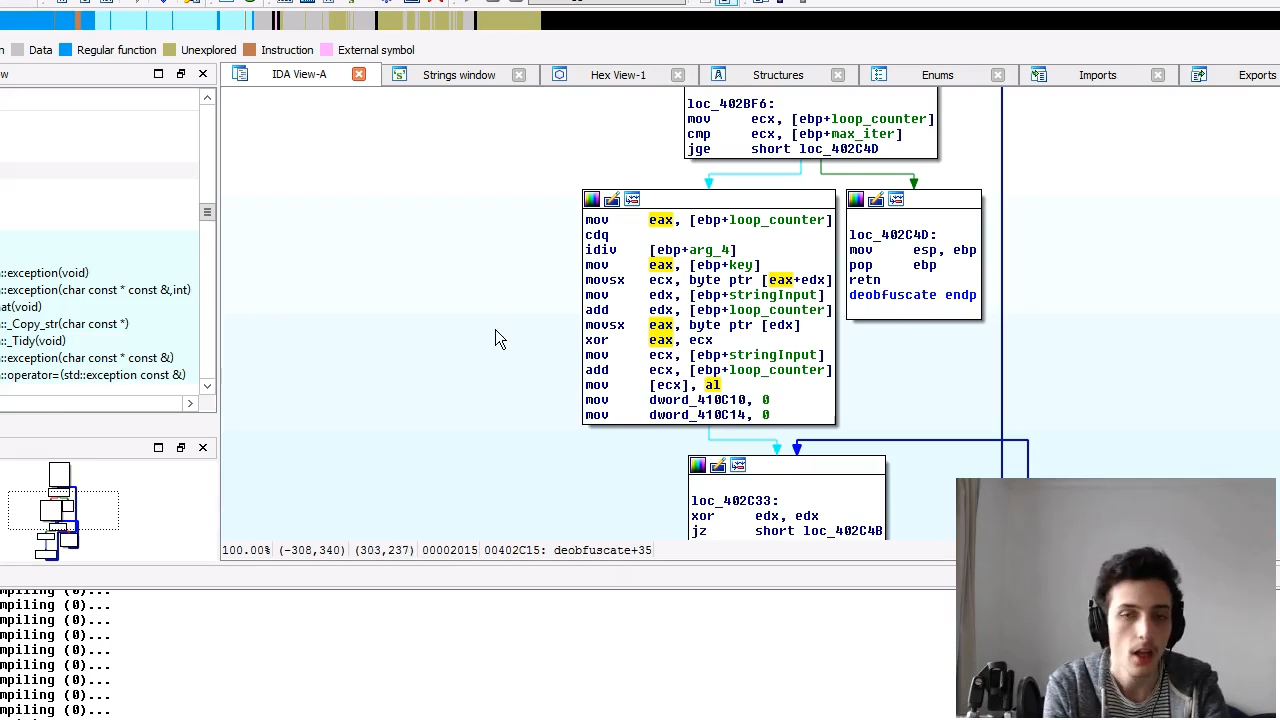 Data Regular function Unexplored Instruction External symbol
IDA View-A Strings window Hex View-1 Structures Enums Imports Exports
::exception(void)
::exception(char const * const &,int)
::_Copy_str(char const *)
::_Tidy(void)
::exception(char const * const &)
::operator=(std::exception const &)
loc_402BF6:
mov ecx, [ebp+loop_counter]
cmp ecx, [ebp+max_iter]
jge short loc_402C4D
mov eax, [ebp+loop_counter]
cdq
idiv [ebp+arg_4]
mov eax, [ebp+key]
movsx ecx, byte ptr [eax+edx]
mov edx, [ebp+stringInput]
add edx, [ebp+loop_counter]
movsx eax, byte ptr [edx]
xor eax, ecx
mov ecx, [ebp+stringInput]
add ecx, [ebp+loop_counter]
mov [ecx], al
mov dword_410C10, 0
mov dword_410C14, 0
loc_402C4D:
mov esp, ebp
pop ebp
retn
deobfuscate endp
loc_402C33:
xor edx, edx
jz short loc_402C4B
100.00% (-308,340) (303,237) 00002015 00402C15: deobfuscate+35
mpiling (0)...
mpiling (0)...
mpiling (0)...
mpiling (0)...
mpiling (0)...
mpiling (0)...
mpiling (0)...
mpiling (0)...
mpiling (0)...